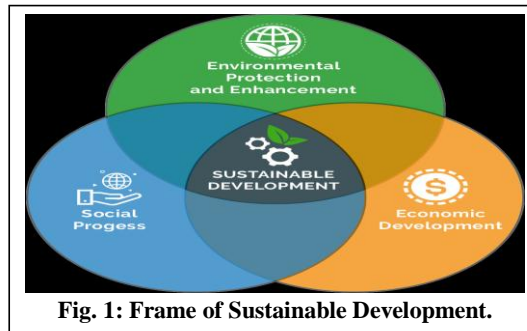 Environmental
Protection
and Enhancement
SUSTAINABLE
DEVELOPMENT
Social
Progess
$
Economic
Development
Fig. 1: Frame of Sustainable Development.